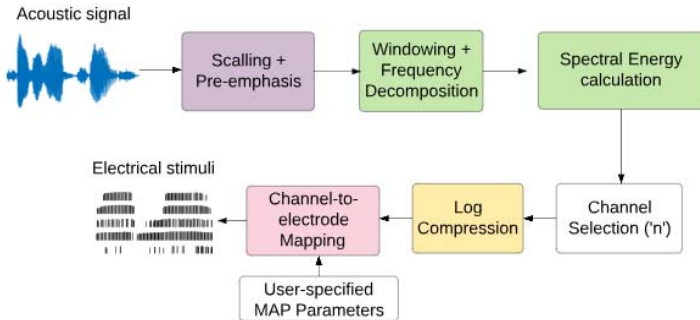 Acoustic signal
Scalling +
Pre-emphasis
Windowing +
Frequency
Decomposition
Spectral Energy
calculation
Channel
Selection ('n')
Log
Compression
Channel-to-
electrode
Mapping
User-specified
MAP Parameters
Electrical stimuli